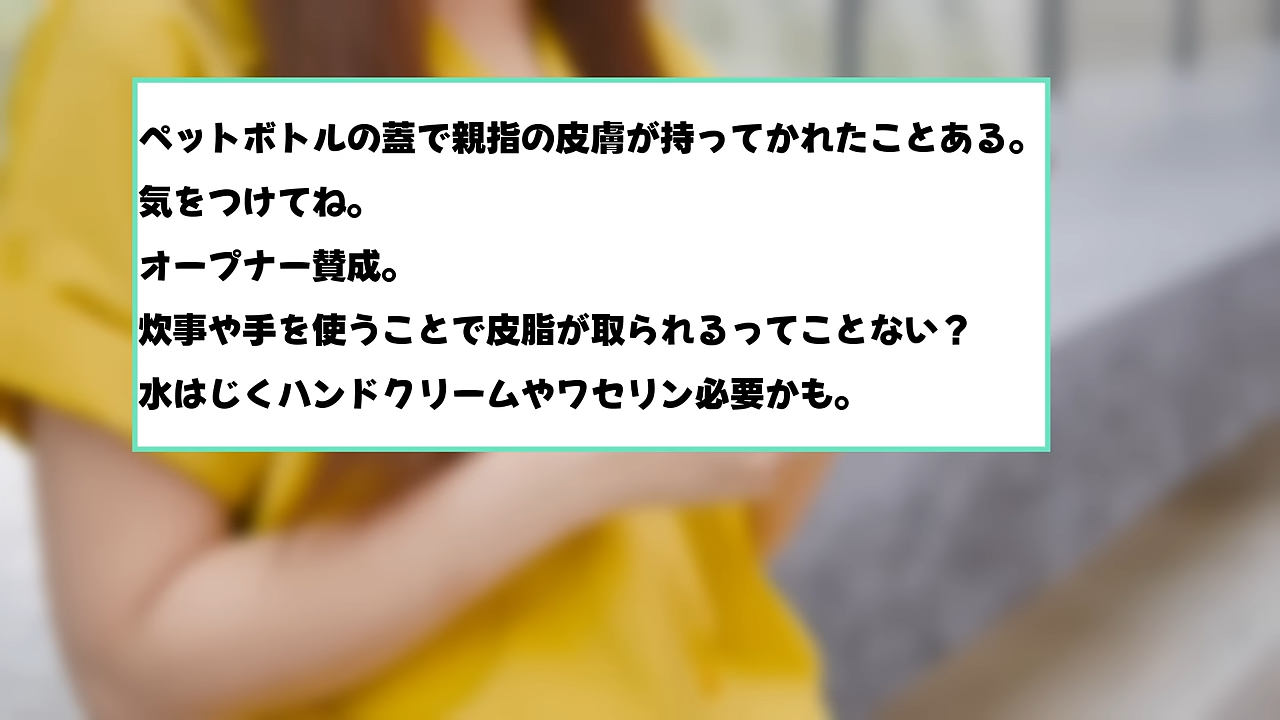 ペットボトルの蓋で親指の皮膚が持ってかれたことある。
気をつけてね。
オープナー賛成。
炊事や手を使うことで皮脂が取られるってことない？
水はじくハンドクリームやワセリン必要かも。